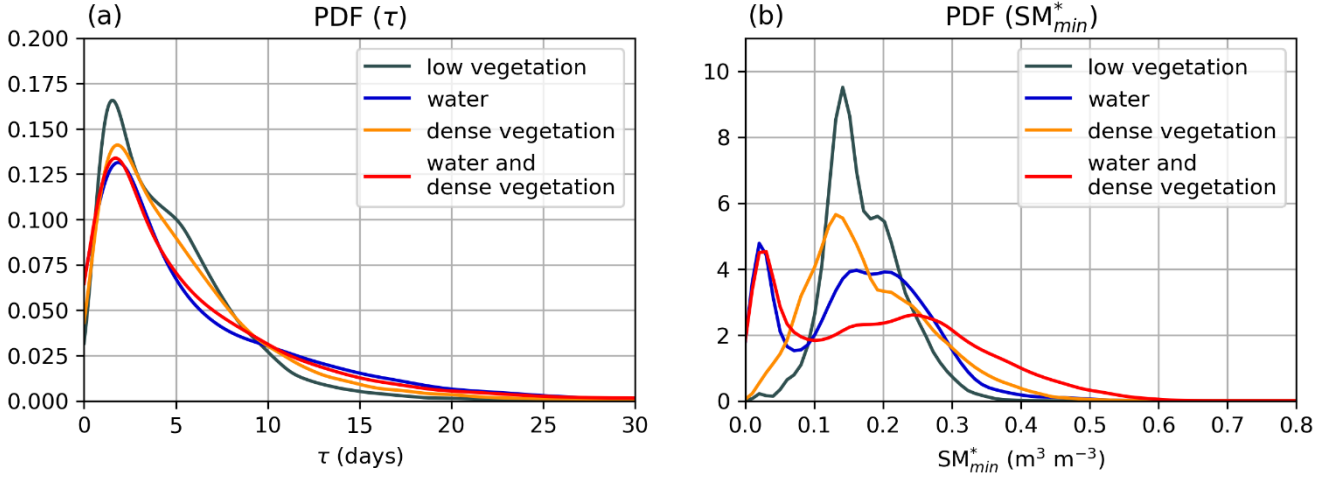 (a) PDF (τ)
0.200
0.175
0.150
0.125
0.100
0.075
0.050
0.025
0.000
low vegetation
water
dense vegetation
water and
dense vegetation
0 5 10 15 20 25 30
τ (days)
(b) PDF (SM*min)
10
8
6
4
2
0
low vegetation
water
dense vegetation
water and
dense vegetation
0.0 0.1 0.2 0.3 0.4 0.5 0.6 0.7 0.8
SM*min (m³ m⁻³)